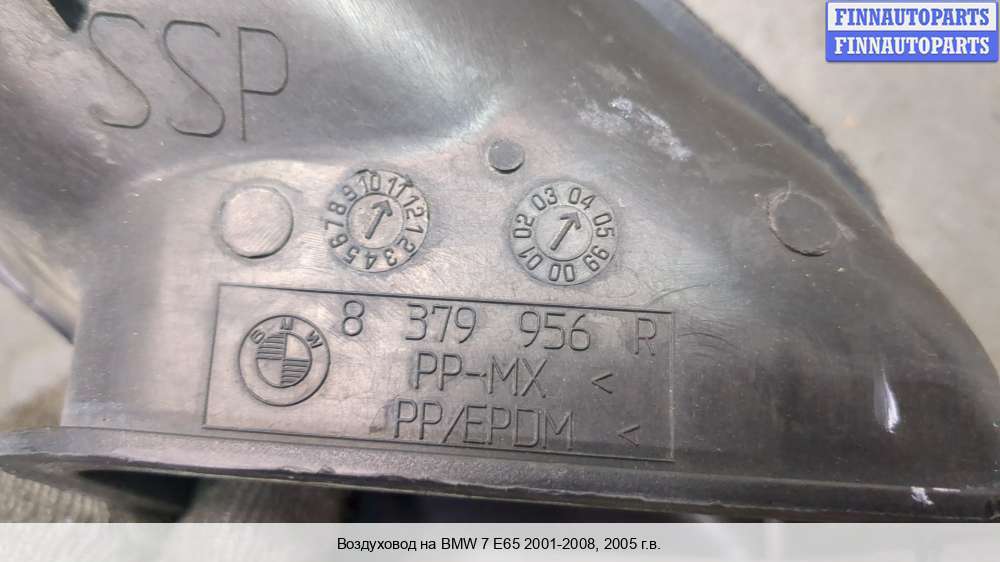 FINNAUTOPARTS
FINNAUTOPARTS
SSP
1 2 3 4 5 6 7 8 9 10 11 12
99 00 01 02 03 04 05
BMW
8 379 956 R
PP-MX <
PP/EPDM <
Воздуховод на BMW 7 E65 2001-2008, 2005 г.в.